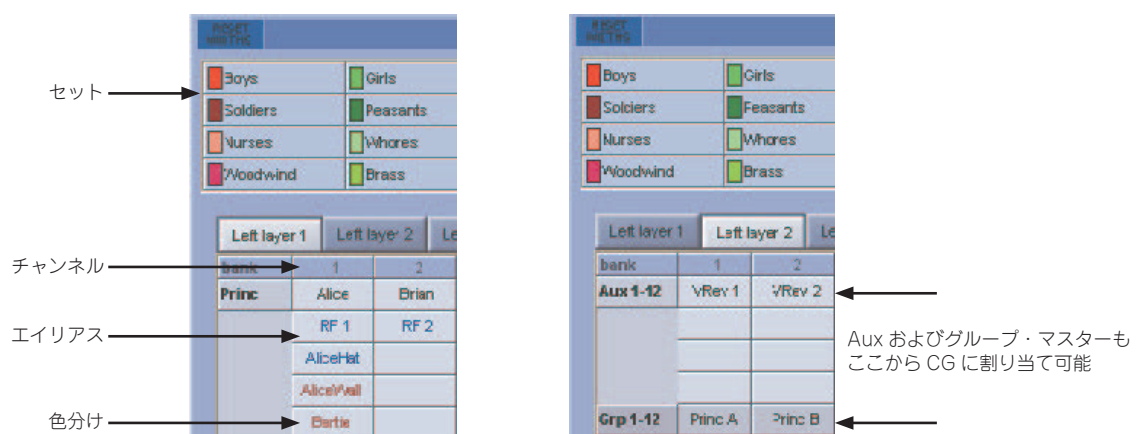 RESET
セット
Boys Girls
Soldiers Peasants
Nurses Whores
Woodwind Brass
Left layer 1 Left layer 2
チャンネル
bank 1 2
Princ Alice Brian
エイリアス
RF 1 RF 2
AliceHat
AliceWall
色分け
Bertie
RESET
Boys Girls
Soldiers Peasants
Nurses Whores
Woodwind Brass
Left layer 1 Left layer 2
bank 1 2
Aux 1-12 VRev 1 VRev 2
Aux およびグループ・マスターも
ここから CG に割り当て可能
Grp 1-12 Princ A Princ B